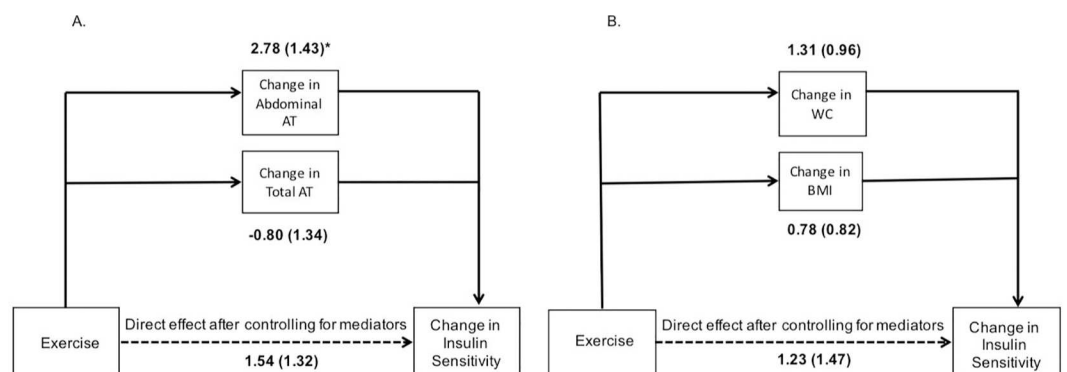 A.
2.78 (1.43)*
Change in
Abdominal
AT
Change in
Total AT
-0.80 (1.34)
Exercise
Direct effect after controlling for mediators
1.54 (1.32)
Change in
Insulin
Sensitivity
B.
1.31 (0.96)
Change in
WC
Change in
BMI
0.78 (0.82)
Exercise
Direct effect after controlling for mediators
1.23 (1.47)
Change in
Insulin
Sensitivity